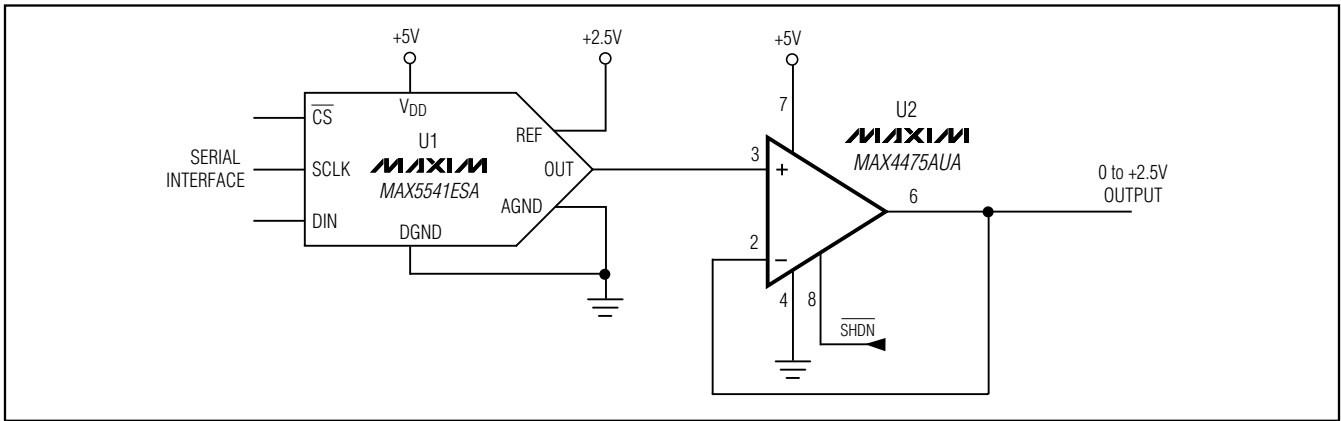 +5V
+2.5V
+5V
CS
VDD
U1
MAXIM
MAX5541ESA
REF
OUT
AGND
SERIAL
INTERFACE
SCLK
DIN
DGND
7
U2
MAXIM
MAX4475AUA
3
+
2
−
6
4
8
SHDN
0 to +2.5V
OUTPUT